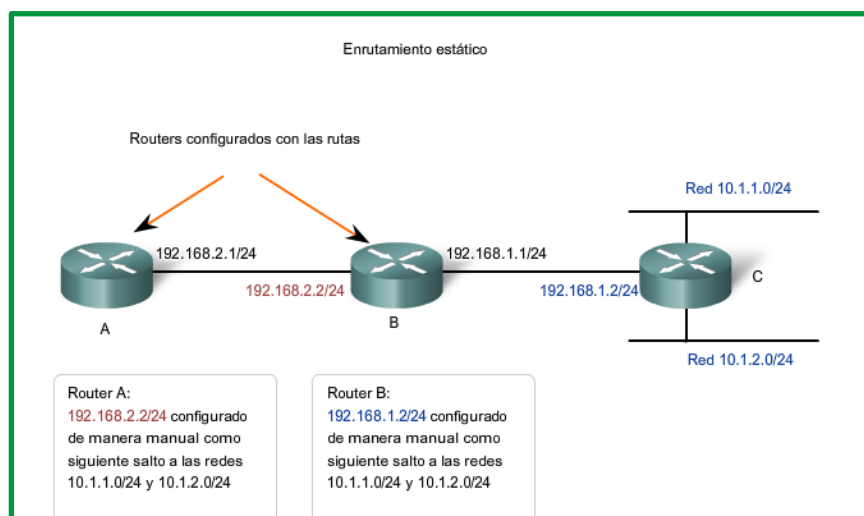 Enrutamiento estático
Routers configurados con las rutas
Red 10.1.1.0/24
192.168.2.1/24
192.168.1.1/24
192.168.2.2/24
192.168.1.2/24
A
B
C
Red 10.1.2.0/24
Router A:
192.168.2.2/24 configurado
de manera manual como
siguiente salto a las redes
10.1.1.0/24 y 10.1.2.0/24
Router B:
192.168.1.2/24 configurado
de manera manual como
siguiente salto a las redes
10.1.1.0/24 y 10.1.2.0/24